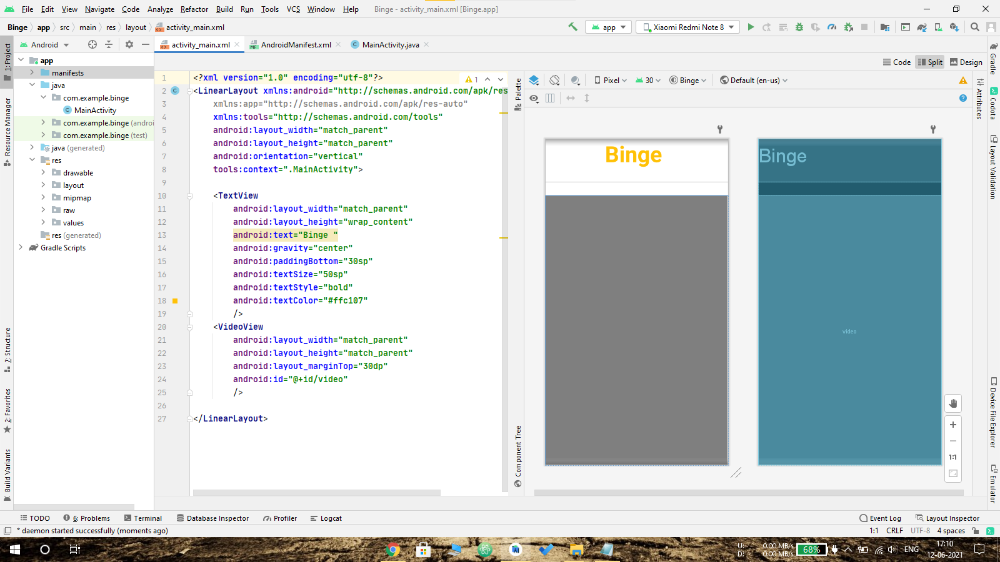 File Edit View Navigate Code Analyze Refactor Build Run Tools VCS Window Help Binge - activity_main.xml [Binge.app]
Binge app src main res layout activity_main.xml app Xiaomi Redmi Note 8
Android activity_main.xml AndroidManifest.xml MainActivity.java
Code Split Design
1: Project
Resource Manager
7: Structure
2: Favorites
Build Variants
app
manifests
java
com.example.binge
MainActivity
com.example.binge (androi
com.example.binge (test)
java (generated)
res
drawable
layout
mipmap
raw
values
res (generated)
Gradle Scripts
1 <?xml version="1.0" encoding="utf-8"?>
2 <LinearLayout xmlns:android="http://schemas.android.com/apk/res
3 xmlns:app="http://schemas.android.com/apk/res-auto"
4 xmlns:tools="http://schemas.android.com/tools"
5 android:layout_width="match_parent"
6 android:layout_height="match_parent"
7 android:orientation="vertical"
8 tools:context=".MainActivity">
9
10 <TextView
11 android:layout_width="match_parent"
12 android:layout_height="wrap_content"
13 android:text="Binge "
14 android:gravity="center"
15 android:paddingBottom="30sp"
16 android:textSize="50sp"
17 android:textStyle="bold"
18 android:textColor="#ffc107"
19 />
20 <VideoView
21 android:layout_width="match_parent"
22 android:layout_height="match_parent"
23 android:layout_marginTop="30dp"
24 android:id="@+id/video"
25 />
26
27 </LinearLayout>
1
Palette
Component Tree
Pixel 30 Binge Default (en-us)
Binge
Binge
video
1:1
Attributes
Gradle
Codota
Layout Validation
Device File Explorer
Emulator
TODO 6: Problems Terminal Database Inspector Profiler Logcat Event Log Layout Inspector
* daemon started successfully (moments ago) 1:1 CRLF UTF-8 4 spaces
U: 0.00 MB/s
D: 0.00 MB/s
68%
ENG
17:10
12-06-2021